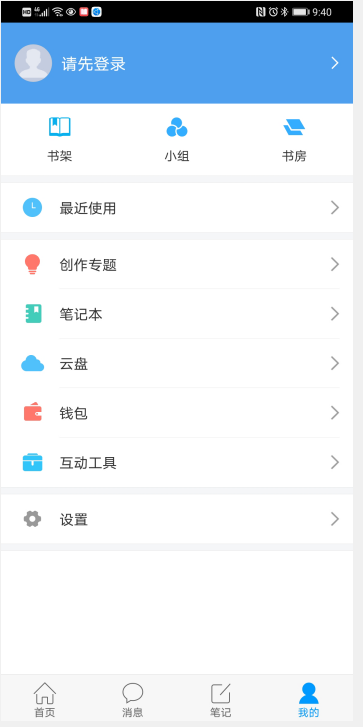 HD 9:40
请先登录
书架 小组 书房
最近使用
创作专题
笔记本
云盘
钱包
互动工具
设置
首页 消息 笔记 我的